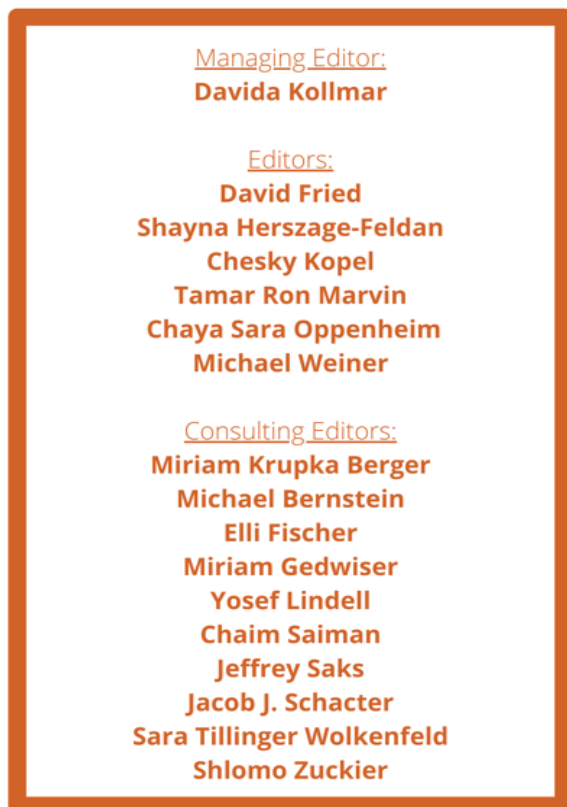 Managing Editor:
Davida Kollmar
Editors:
David Fried
Shayna Herszage-Feldan
Chesky Kopel
Tamar Ron Marvin
Chaya Sara Oppenheim
Michael Weiner
Consulting Editors:
Miriam Krupka Berger
Michael Bernstein
Elli Fischer
Miriam Gedwiser
Yosef Lindell
Chaim Saiman
Jeffrey Saks
Jacob J. Schacter
Sara Tillinger Wolkenfeld
Shlomo Zuckier